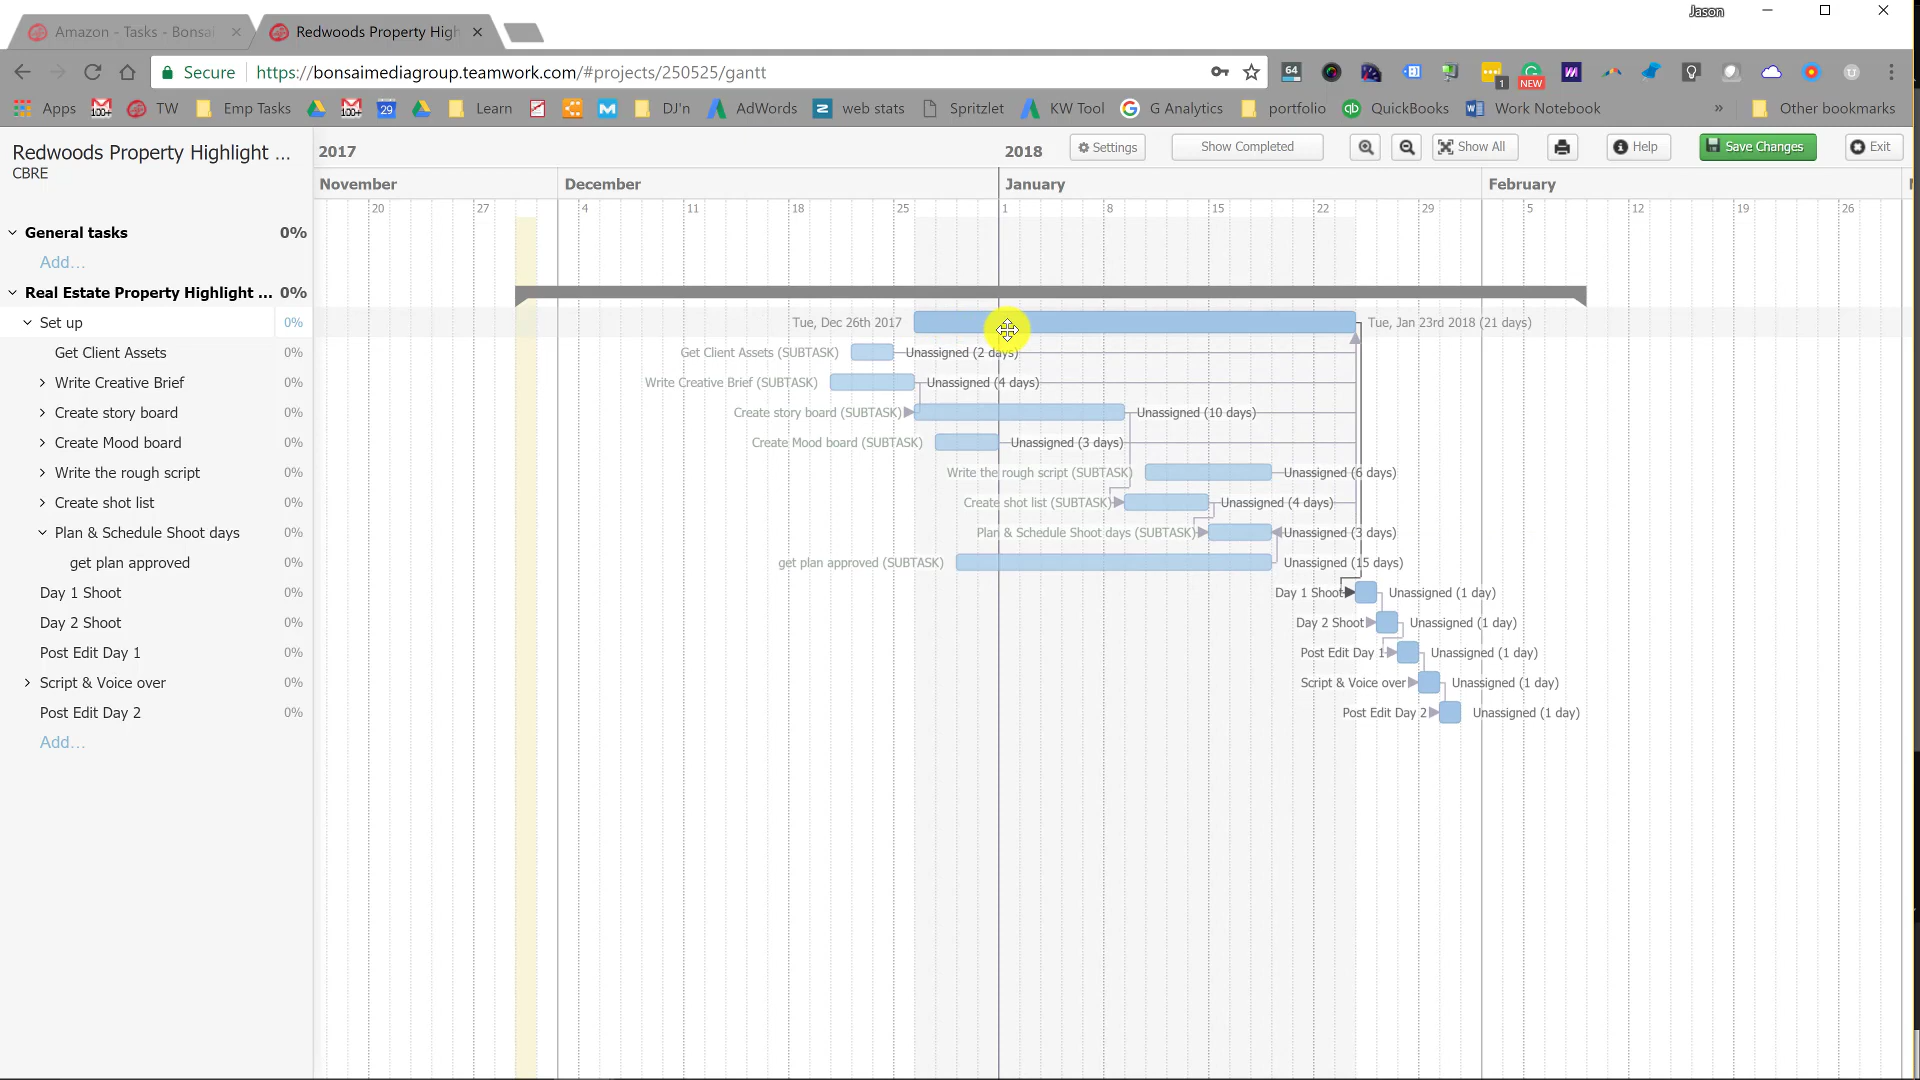 Jason
Amazon - Tasks - Bonsai
Redwoods Property High
Secure
https://bonsaimediagroup.teamwork.com/#projects/250525/gantt
64
1
NEW
Apps
100+
TW
Emp Tasks
100+
29
Learn
DJ'n
AdWords
web stats
Spritzlet
KW Tool
G Analytics
portfolio
QuickBooks
Work Notebook
»
Other bookmarks
Redwoods Property Highlight ...
CBRE
2017
2018
Settings
Show Completed
Show All
Help
Save Changes
Exit
November
December
January
February
20 27 4 11 18 25 1 8 15 22 29 5 12 19 26
General tasks 0%
Add...
Real Estate Property Highlight ... 0%
Set up 0%
Tue, Dec 26th 2017
Tue, Jan 23rd 2018 (21 days)
Get Client Assets 0%
Get Client Assets (SUBTASK)
Unassigned (2 days)
Write Creative Brief 0%
Write Creative Brief (SUBTASK)
Unassigned (4 days)
Create story board 0%
Create story board (SUBTASK)
Unassigned (10 days)
Create Mood board 0%
Create Mood board (SUBTASK)
Unassigned (3 days)
Write the rough script 0%
Write the rough script (SUBTASK)
Unassigned (6 days)
Create shot list 0%
Create shot list (SUBTASK)
Unassigned (4 days)
Plan & Schedule Shoot days 0%
Plan & Schedule Shoot days (SUBTASK)
Unassigned (3 days)
get plan approved 0%
get plan approved (SUBTASK)
Unassigned (15 days)
Day 1 Shoot 0%
Day 1 Shoot
Unassigned (1 day)
Day 2 Shoot 0%
Day 2 Shoot
Unassigned (1 day)
Post Edit Day 1 0%
Post Edit Day 1
Unassigned (1 day)
Script & Voice over 0%
Script & Voice over
Unassigned (1 day)
Post Edit Day 2 0%
Post Edit Day 2
Unassigned (1 day)
Add...